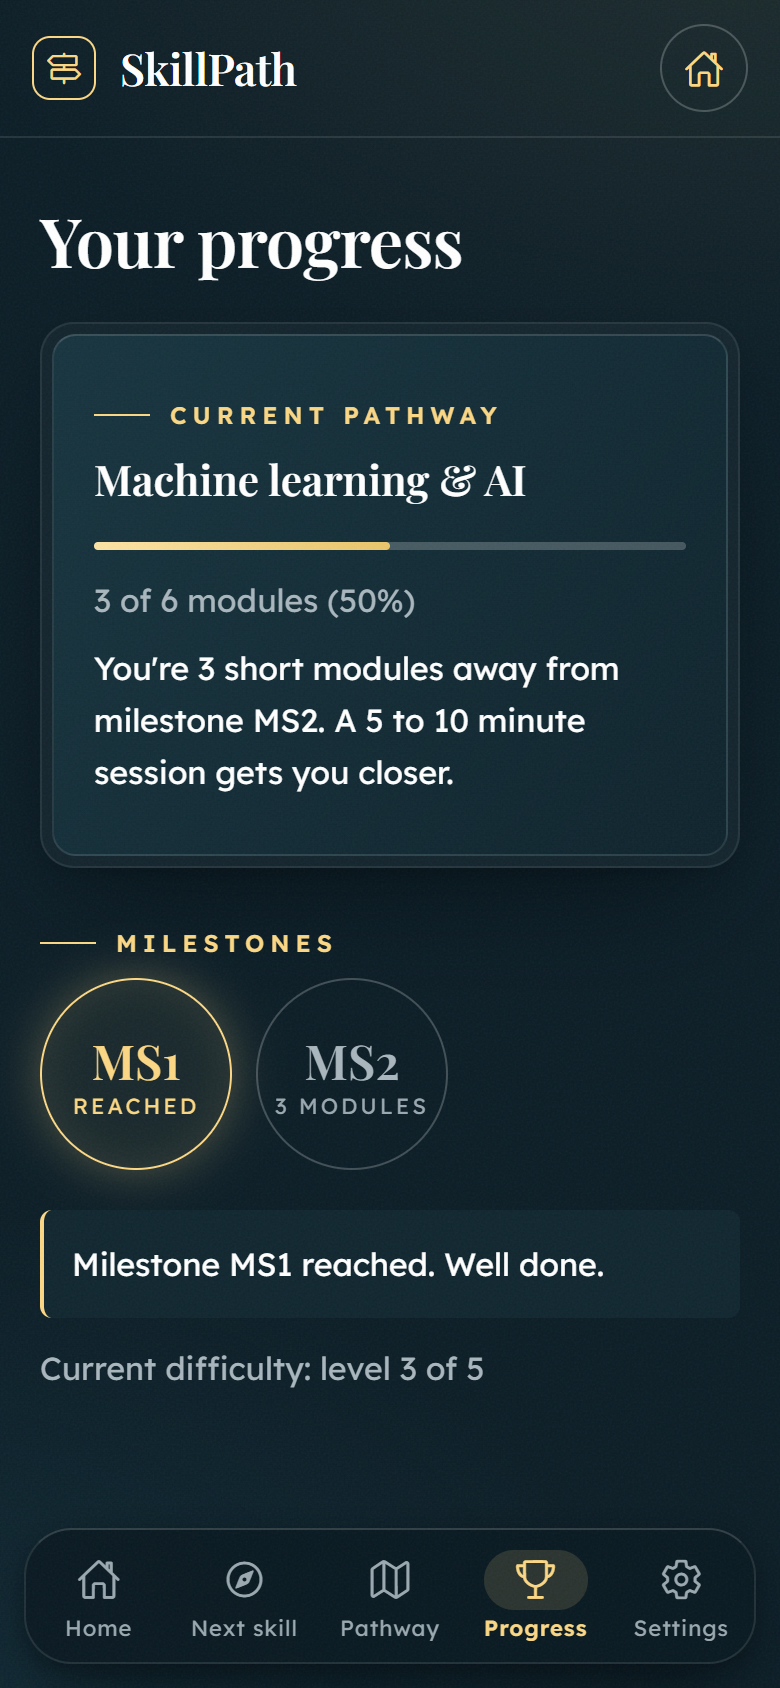 SkillPath
Your progress
CURRENT PATHWAY
Machine learning & AI
3 of 6 modules (50%)
You're 3 short modules away from
milestone MS2. A 5 to 10 minute
session gets you closer.
MILESTONES
MS1
REACHED
MS2
3 MODULES
Milestone MS1 reached. Well done.
Current difficulty: level 3 of 5
Home
Next skill
Pathway
Progress
Settings